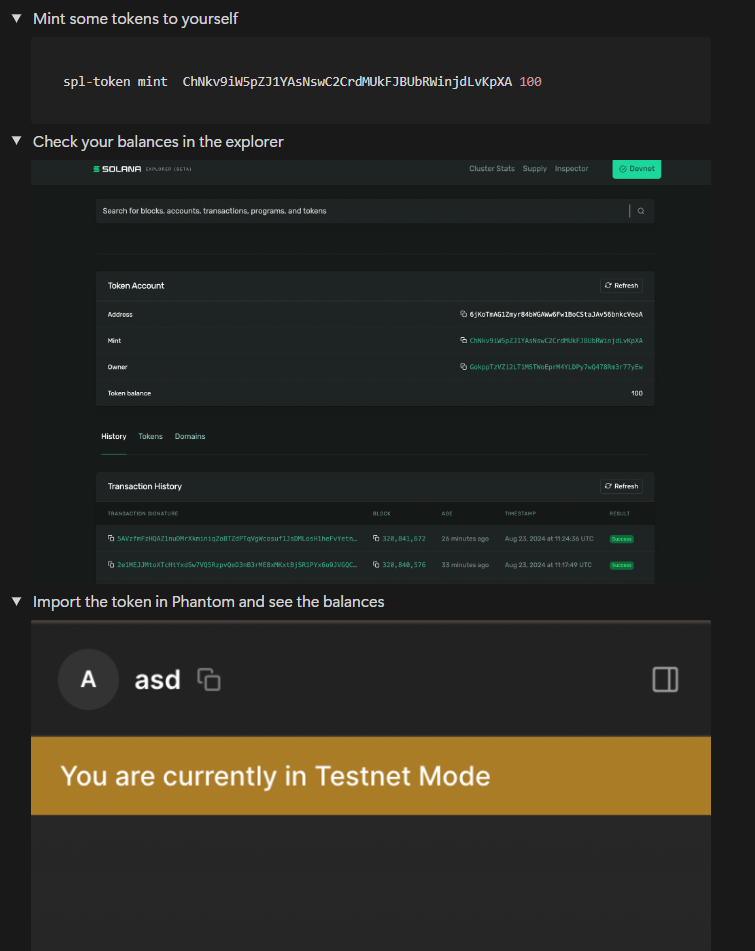 Mint some tokens to yourself
spl-token mint  ChNkv9iW5pZJ1YAsNswC2CrdMUkFJBUbRWinjdLvKpXA 100
Check your balances in the explorer
SOLANA EXPLORER (BETA)
Cluster Stats Supply Inspector Devnet
Search for blocks, accounts, transactions, programs, and tokens
Token Account Refresh
Address
Mint ChNkv9iW5pZJ1YAsNswC2CrdMUkFJBUbRWinjdLvKpXA
Owner
Token balance 100
History Tokens Domains
Transaction History Refresh
TRANSACTION SIGNATURE BLOCK AGE TIMESTAMP RESULT
320,841,672 26 minutes ago Aug 23, 2024 at 11:24:36 UTC Success
320,840,576 33 minutes ago Aug 23, 2024 at 11:17:49 UTC Success
Import the token in Phantom and see the balances
A asd
You are currently in Testnet Mode